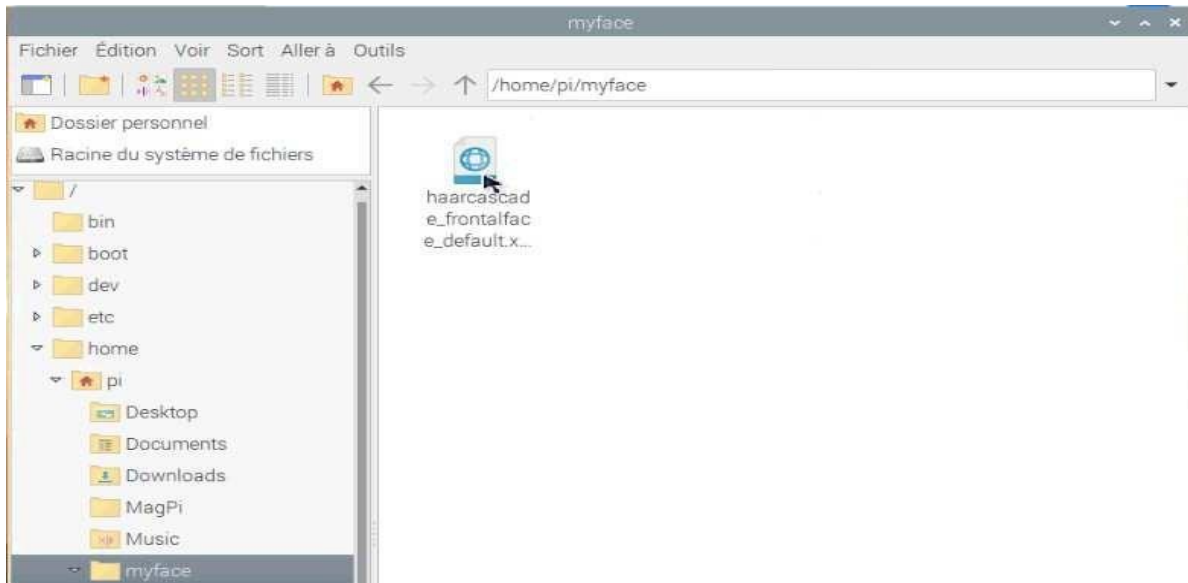 myface
Fichier Édition Voir Sort Aller à Outils
/home/pi/myface
Dossier personnel
Racine du système de fichiers
/
bin
boot
dev
etc
home
pi
Desktop
Documents
Downloads
MagPi
Music
myface
haarcascad
e_frontalfac
e_default.x...